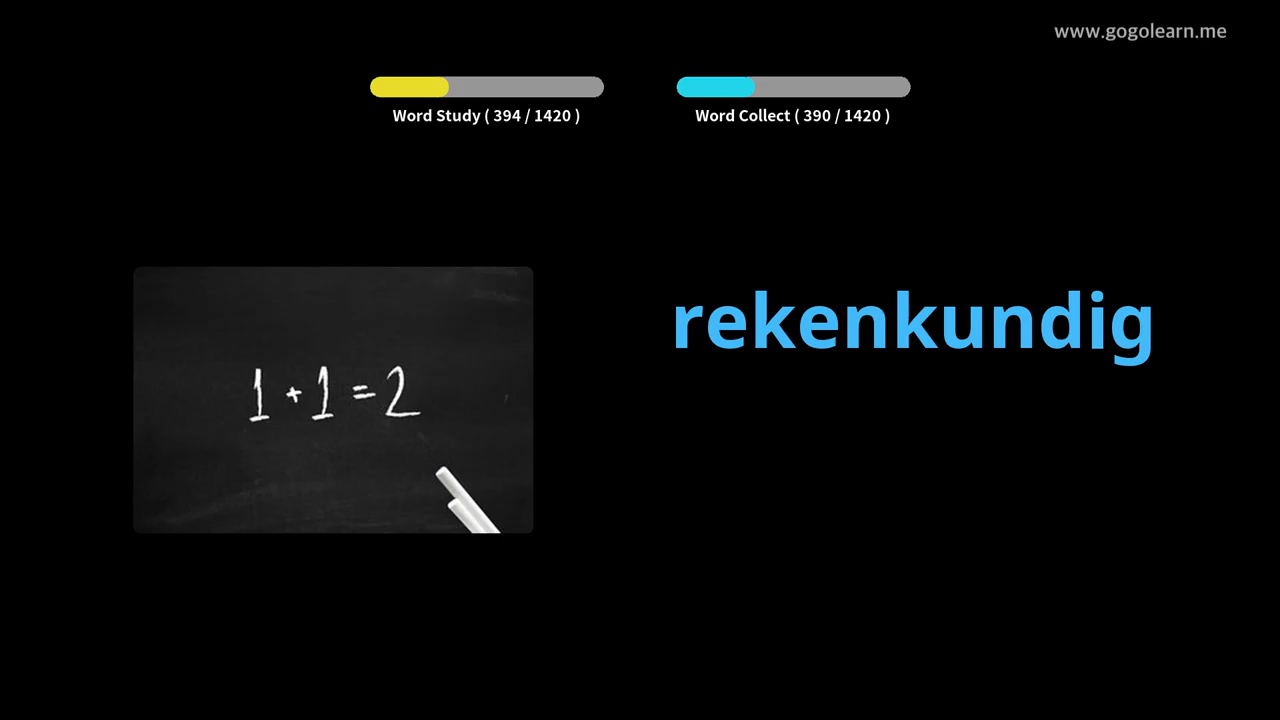 www.gogolearn.me
Word Study ( 394 / 1420 )
Word Collect ( 390 / 1420 )
rekenkundig
1 + 1 = 2